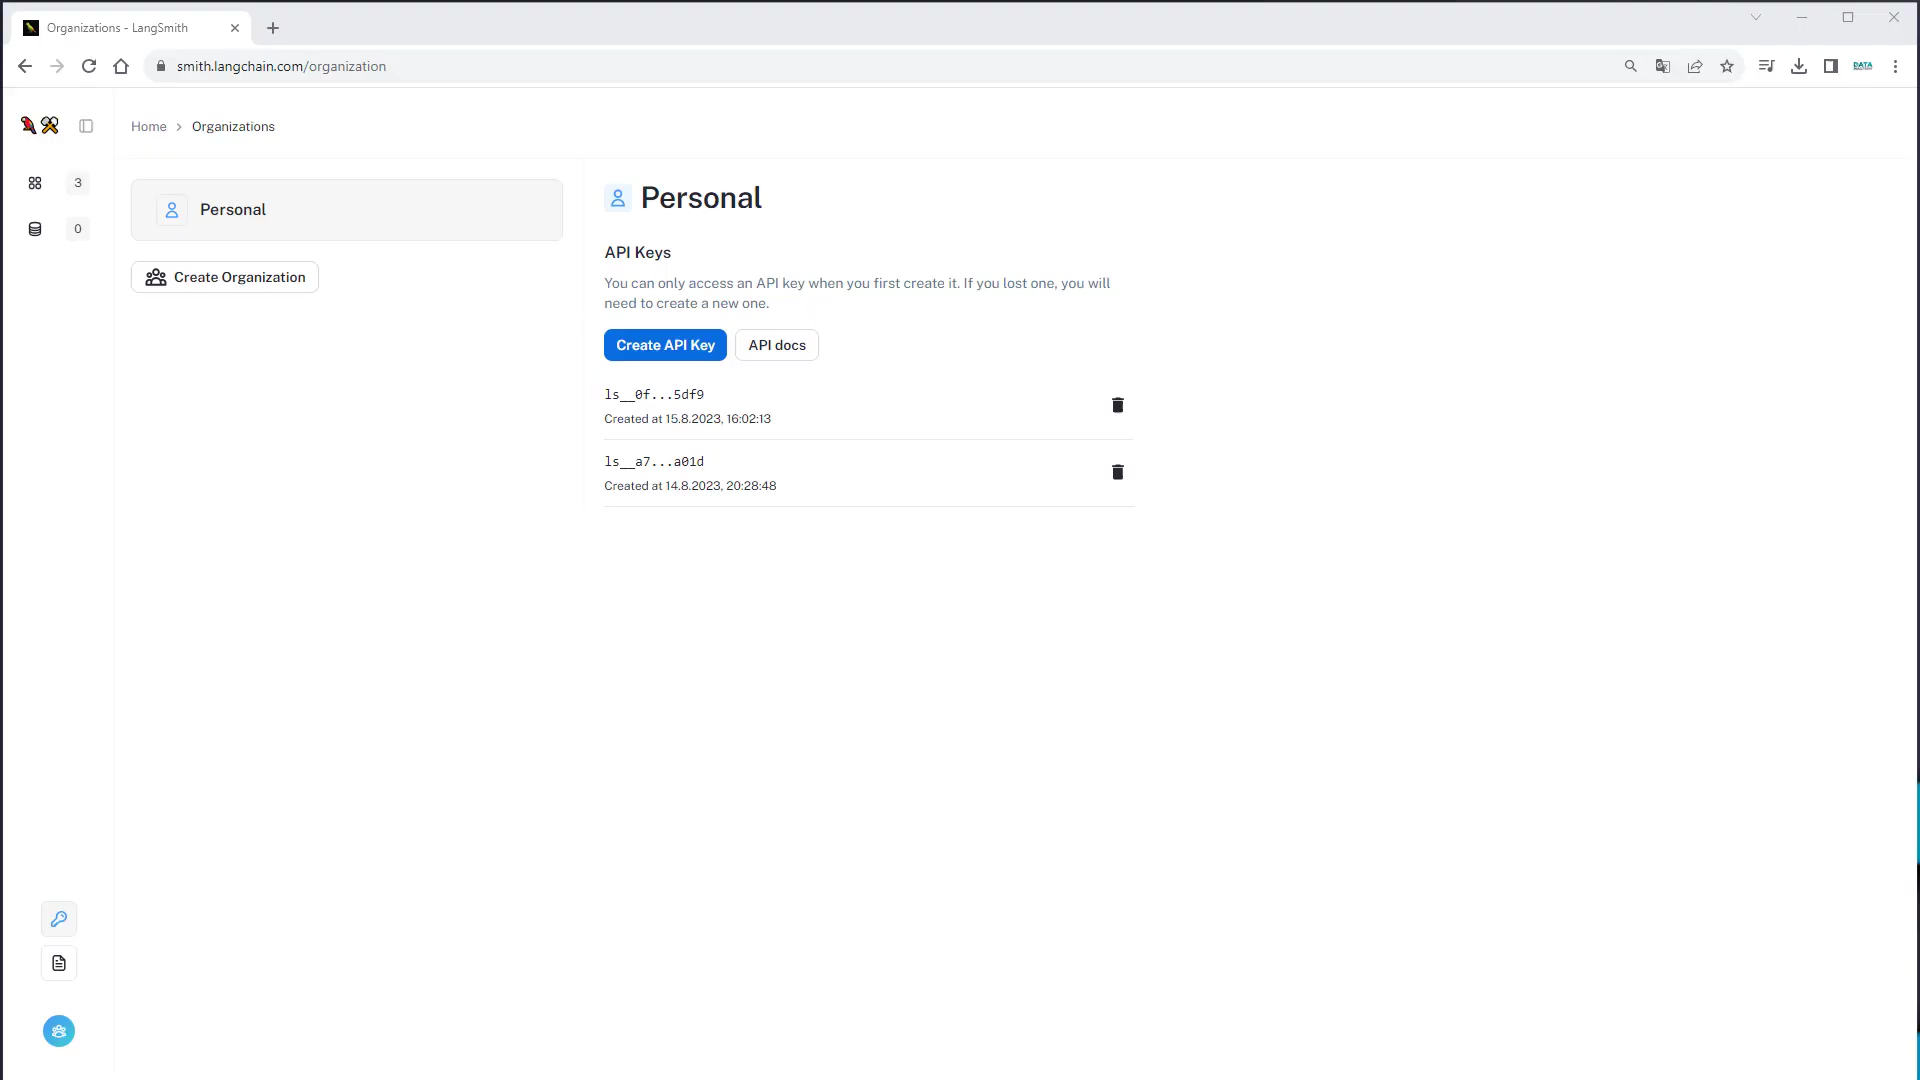 Organizations - LangSmith
smith.langchain.com/organization
DATA
Home > Organizations
3
0
Personal
Create Organization
Personal
API Keys
You can only access an API key when you first create it. If you lost one, you will
need to create a new one.
Create API Key
API docs
ls__0f...5df9
Created at 15.8.2023, 16:02:13
ls__a7...a01d
Created at 14.8.2023, 20:28:48